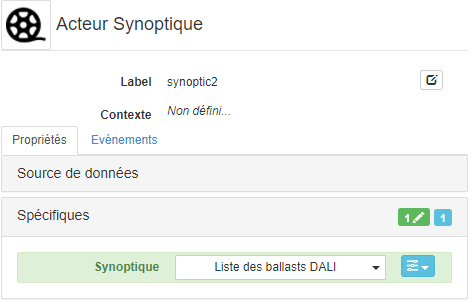 Acteur Synoptique
Label synoptic2
Contexte Non défini...
Propriétés Evénements
Source de données
Spécifiques 1 1
Synoptique Liste des ballasts DALI